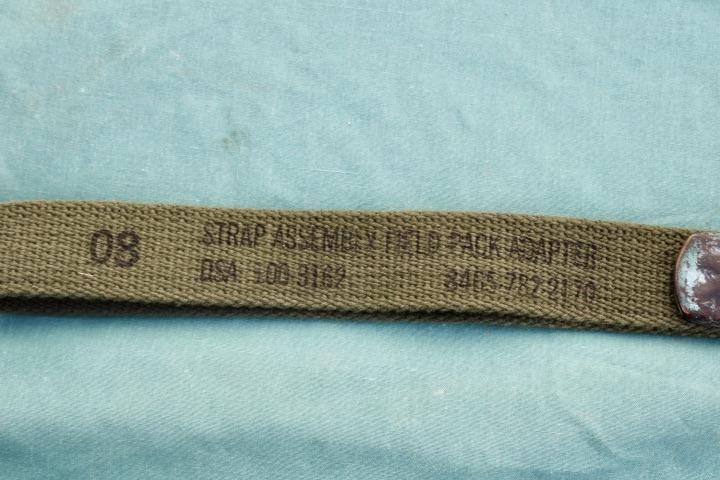 08
STRAP ASSEMBLY FIELD PACK ADAPTER
DSA 100 3162
8465-782-2170